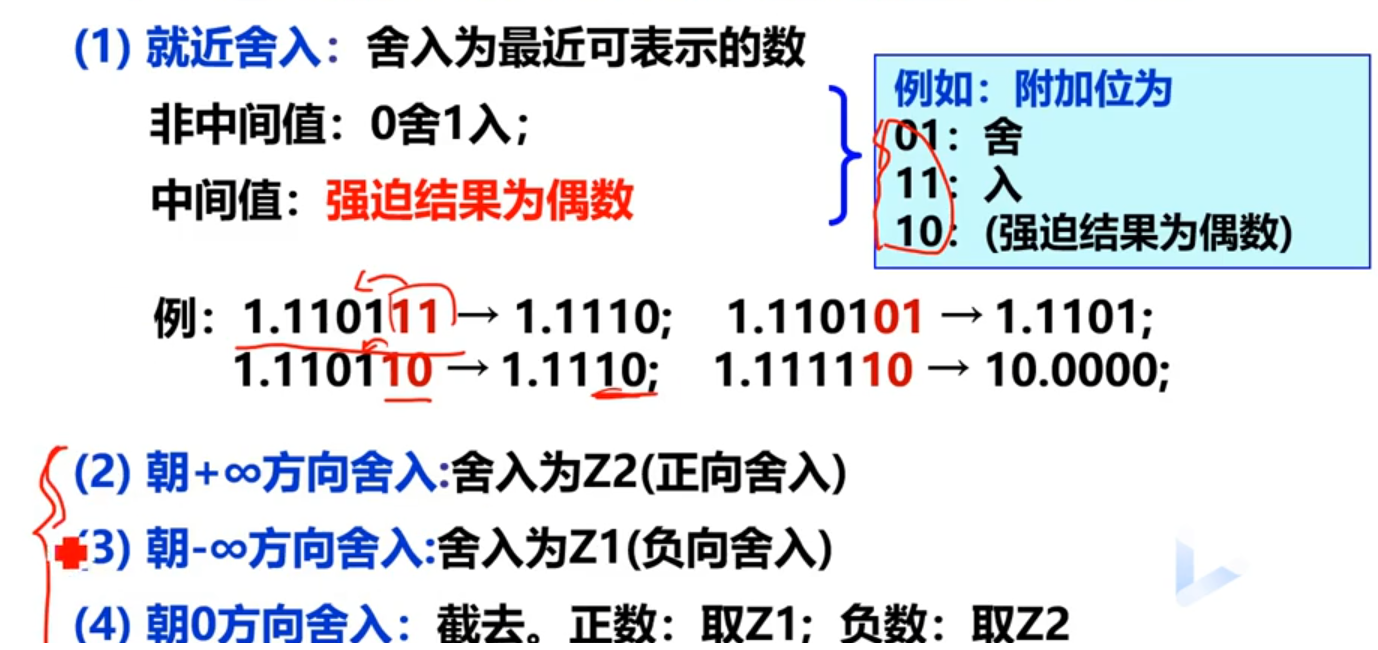 (1) 就近舍入：舍入为最近可表示的数
非中间值：0舍1入；
中间值：强迫结果为偶数
例如：附加位为
01：舍
11：入
10：(强迫结果为偶数)
例：1.110111 → 1.1110; 1.110101 → 1.1101;
1.110110 → 1.1110; 1.111110 → 10.0000;
(2) 朝+∞方向舍入:舍入为Z2(正向舍入)
(3) 朝-∞方向舍入:舍入为Z1(负向舍入)
(4) 朝0方向舍入：截去。正数：取Z1；负数：取Z2